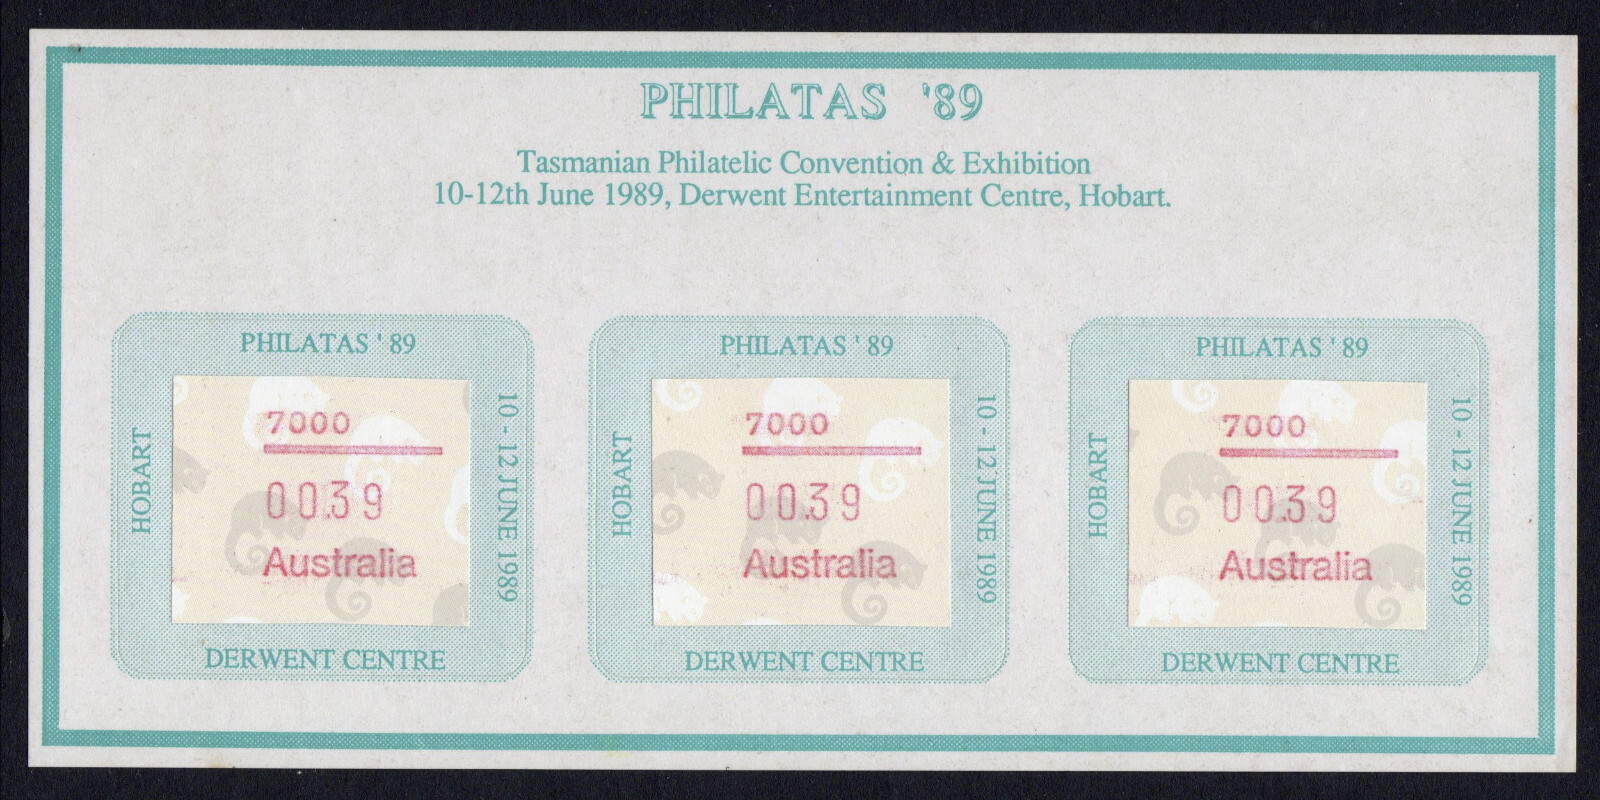 PHILATAS '89
Tasmanian Philatelic Convention & Exhibition
10-12th June 1989, Derwent Entertainment Centre, Hobart.
PHILATAS '89
HOBART
7000
00.39
Australia
10 - 12 JUNE 1989
DERWENT CENTRE
PHILATAS '89
HOBART
7000
00.39
Australia
10 - 12 JUNE 1989
DERWENT CENTRE
PHILATAS '89
HOBART
7000
00.39
Australia
10 - 12 JUNE 1989
DERWENT CENTRE